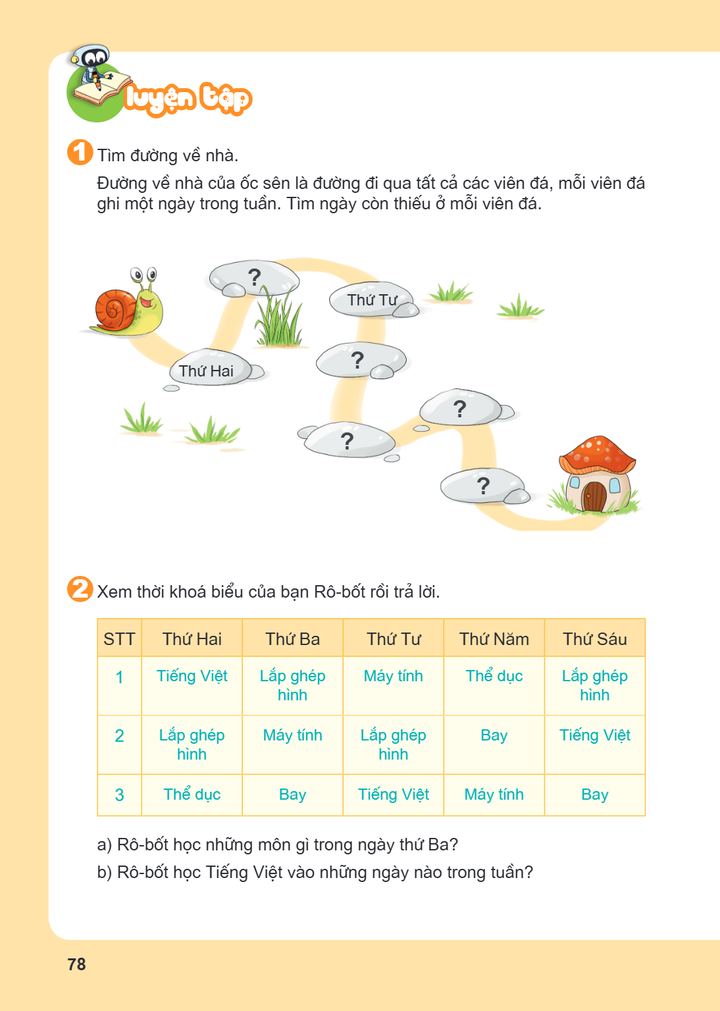 luyện tập
1 Tìm đường về nhà.
Đường về nhà của ốc sên là đường đi qua tất cả các viên đá, mỗi viên đá
ghi một ngày trong tuần. Tìm ngày còn thiếu ở mỗi viên đá.
?
Thứ Tư
Thứ Hai
?
?
?
?
2 Xem thời khoá biểu của bạn Rô-bốt rồi trả lời.
STT Thứ Hai Thứ Ba Thứ Tư Thứ Năm Thứ Sáu
1 Tiếng Việt Lắp ghép hình Máy tính Thể dục Lắp ghép hình
2 Lắp ghép hình Máy tính Lắp ghép hình Bay Tiếng Việt
3 Thể dục Bay Tiếng Việt Máy tính Bay
a) Rô-bốt học những môn gì trong ngày thứ Ba?
b) Rô-bốt học Tiếng Việt vào những ngày nào trong tuần?
78